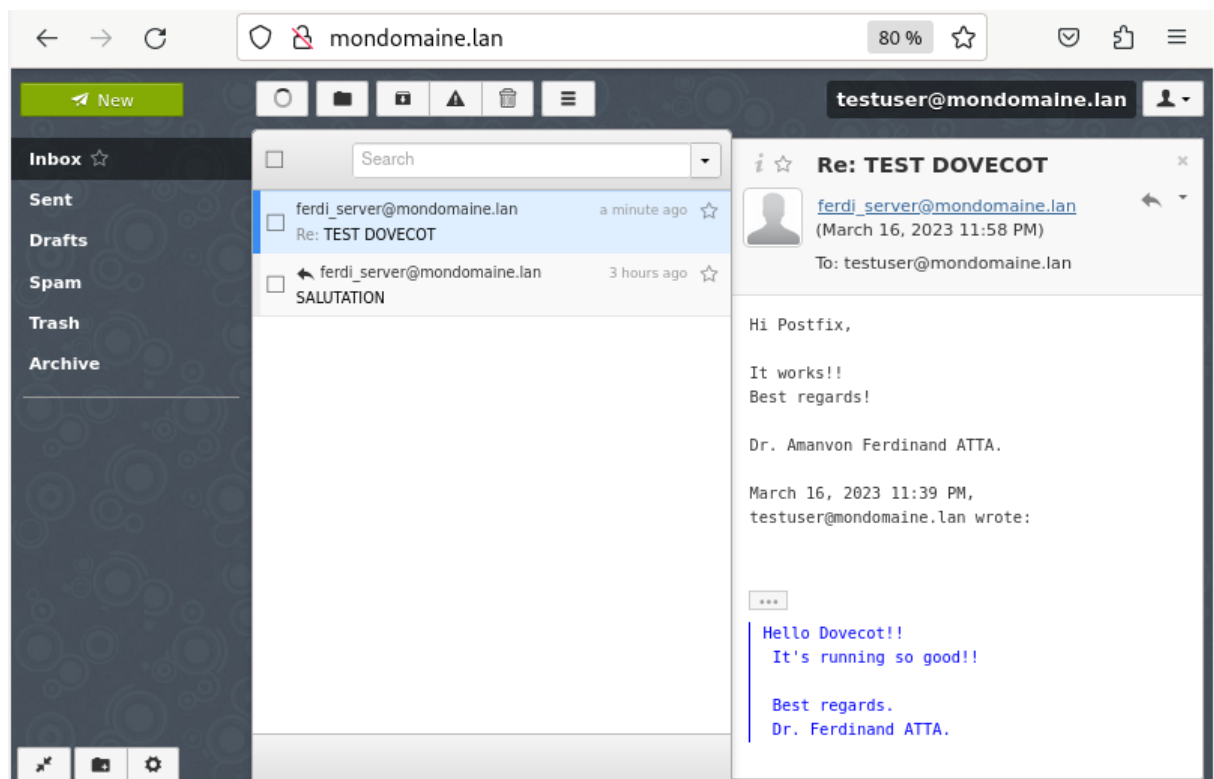 mondomaine.lan
80 %
New
testuser@mondomaine.lan
Inbox
Sent
Drafts
Spam
Trash
Archive
Search
ferdi_server@mondomaine.lan a minute ago
Re: TEST DOVECOT
ferdi_server@mondomaine.lan 3 hours ago
SALUTATION
i Re: TEST DOVECOT
ferdi_server@mondomaine.lan
(March 16, 2023 11:58 PM)
To: testuser@mondomaine.lan
Hi Postfix,
It works!!
Best regards!
Dr. Amanvon Ferdinand ATTA.
March 16, 2023 11:39 PM,
testuser@mondomaine.lan wrote:
Hello Dovecot!!
It's running so good!!
Best regards.
Dr. Ferdinand ATTA.